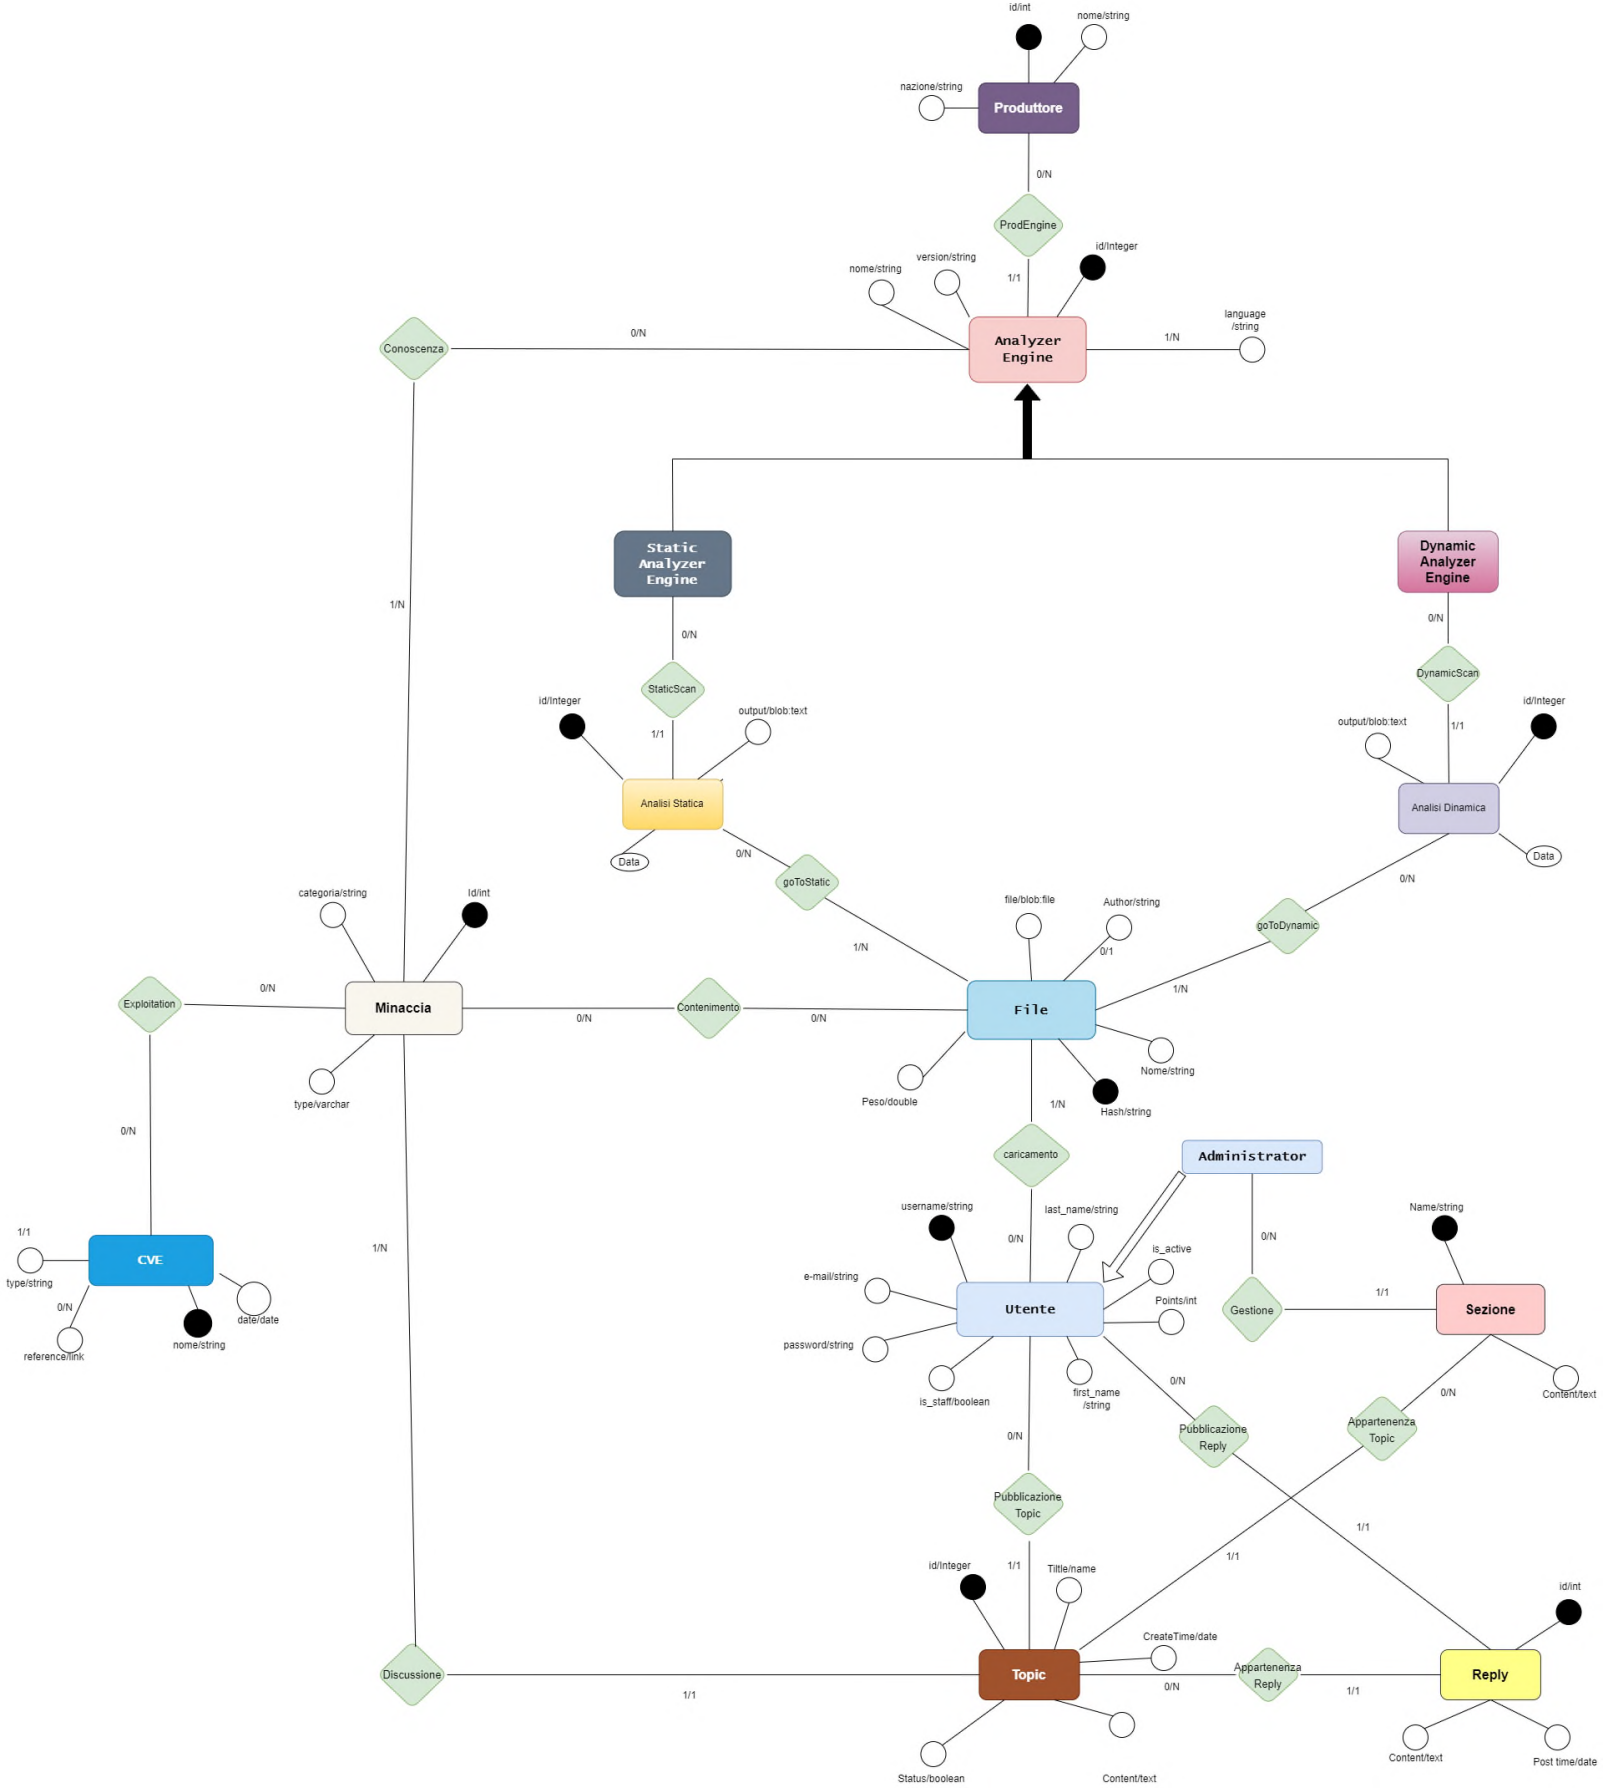 id/int
nome/string
nazione/string
Produttore
0/N
ProdEngine
id/Integer
version/string
nome/string
1/1
language
/string
0/N
1/N
Conoscenza
Analyzer
Engine
Static
Analyzer
Engine
Dynamic
Analyzer
Engine
1/N
0/N
0/N
StaticScan
DynamicScan
id/Integer
output/blob:text
id/Integer
output/blob:text
1/1
1/1
Analisi Statica
Analisi Dinamica
Data
0/N
Data
goToStatic
0/N
categoria/string
Id/int
file/blob:file
Author/string
goToDynamic
1/N
0/1
0/N
1/N
Exploitation
Minaccia
Contenimento
File
0/N
0/N
Nome/string
type/varchar
Peso/double
1/N
Hash/string
0/N
caricamento
Administrator
username/string
last_name/string
Name/string
1/1
0/N
0/N
1/N
is_active
CVE
type/string
e-mail/string
Points/int
1/1
0/N
Utente
Gestione
Sezione
date/date
nome/string
password/string
reference/link
is_staff/boolean
first_name
/string
0/N
0/N
Content/text
Pubblicazione
Reply
Appartenenza
Topic
0/N
Pubblicazione
Topic
1/1
1/1
id/Integer
1/1
Tiltle/name
id/int
CreateTime/date
Discussione
Topic
Appartenenza
Reply
Reply
1/1
0/N
1/1
Content/text
Post time/date
Status/boolean
Content/text